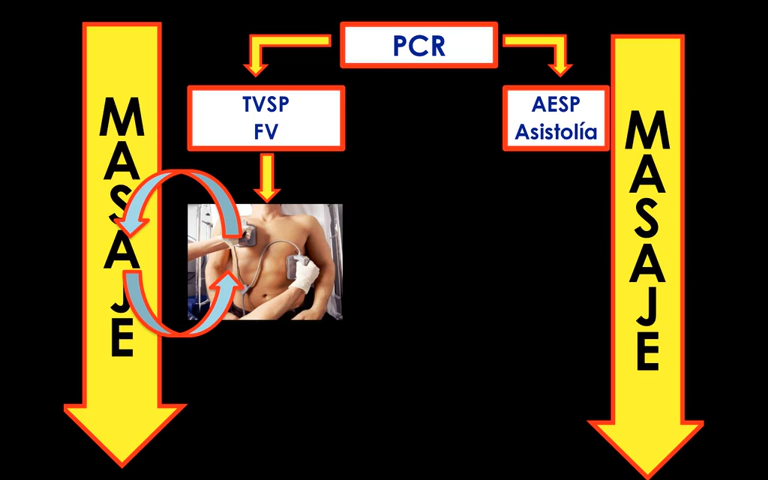 PCR
TVSP
FV
AESP
Asistolía
MASAJE
MASAJE